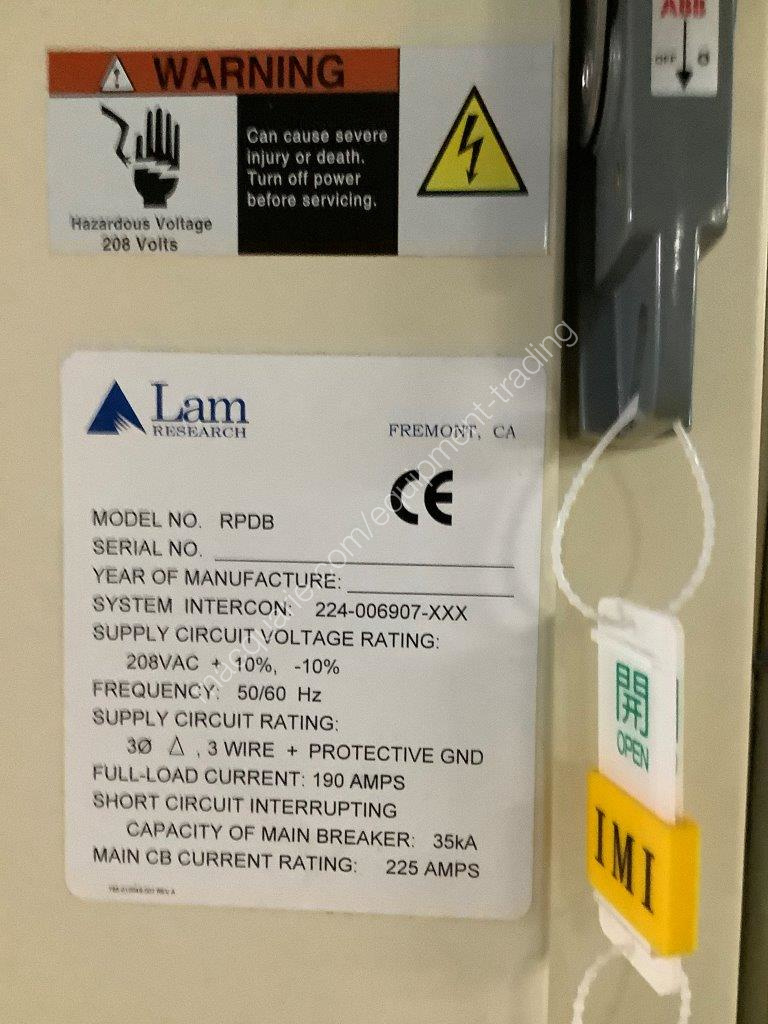 ABB
OFF
WARNING
Can cause severe
injury or death.
Turn off power
before servicing.
Hazardous Voltage
208 Volts
Lam
RESEARCH
FREMONT, CA
CE
MODEL NO. RPDB
SERIAL NO.
YEAR OF MANUFACTURE:
SYSTEM INTERCON: 224-006907-XXX
SUPPLY CIRCUIT VOLTAGE RATING:
208VAC + 10%, -10%
FREQUENCY: 50/60 Hz
SUPPLY CIRCUIT RATING:
3Ø Δ , 3 WIRE + PROTECTIVE GND
FULL-LOAD CURRENT: 190 AMPS
SHORT CIRCUIT INTERRUPTING
CAPACITY OF MAIN BREAKER: 35kA
MAIN CB CURRENT RATING: 225 AMPS
開
OPEN
IMI
macquarie.com/equipment-trading